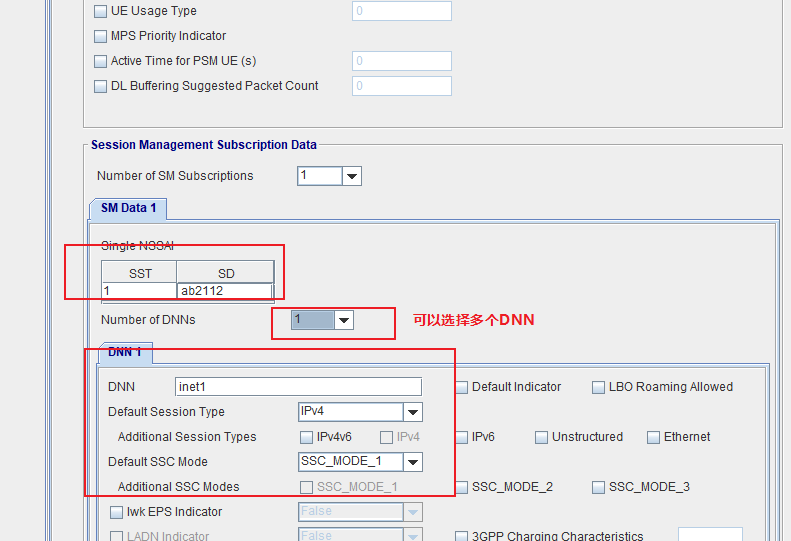 UE Usage Type 0
MPS Priority Indicator
Active Time for PSM UE (s) 0
DL Buffering Suggested Packet Count 0
Session Management Subscription Data
Number of SM Subscriptions 1
SM Data 1
Single NSSAI
SST SD
1 ab2112
Number of DNNs 1 可以选择多个DNN
DNN 1
DNN inet1 Default Indicator LBO Roaming Allowed
Default Session Type IPv4
Additional Session Types IPv4v6 IPv4 IPv6 Unstructured Ethernet
Default SSC Mode SSC_MODE_1
Additional SSC Modes SSC_MODE_1 SSC_MODE_2 SSC_MODE_3
Iwk EPS Indicator False
LADN Indicator False 3GPP Charging Characteristics